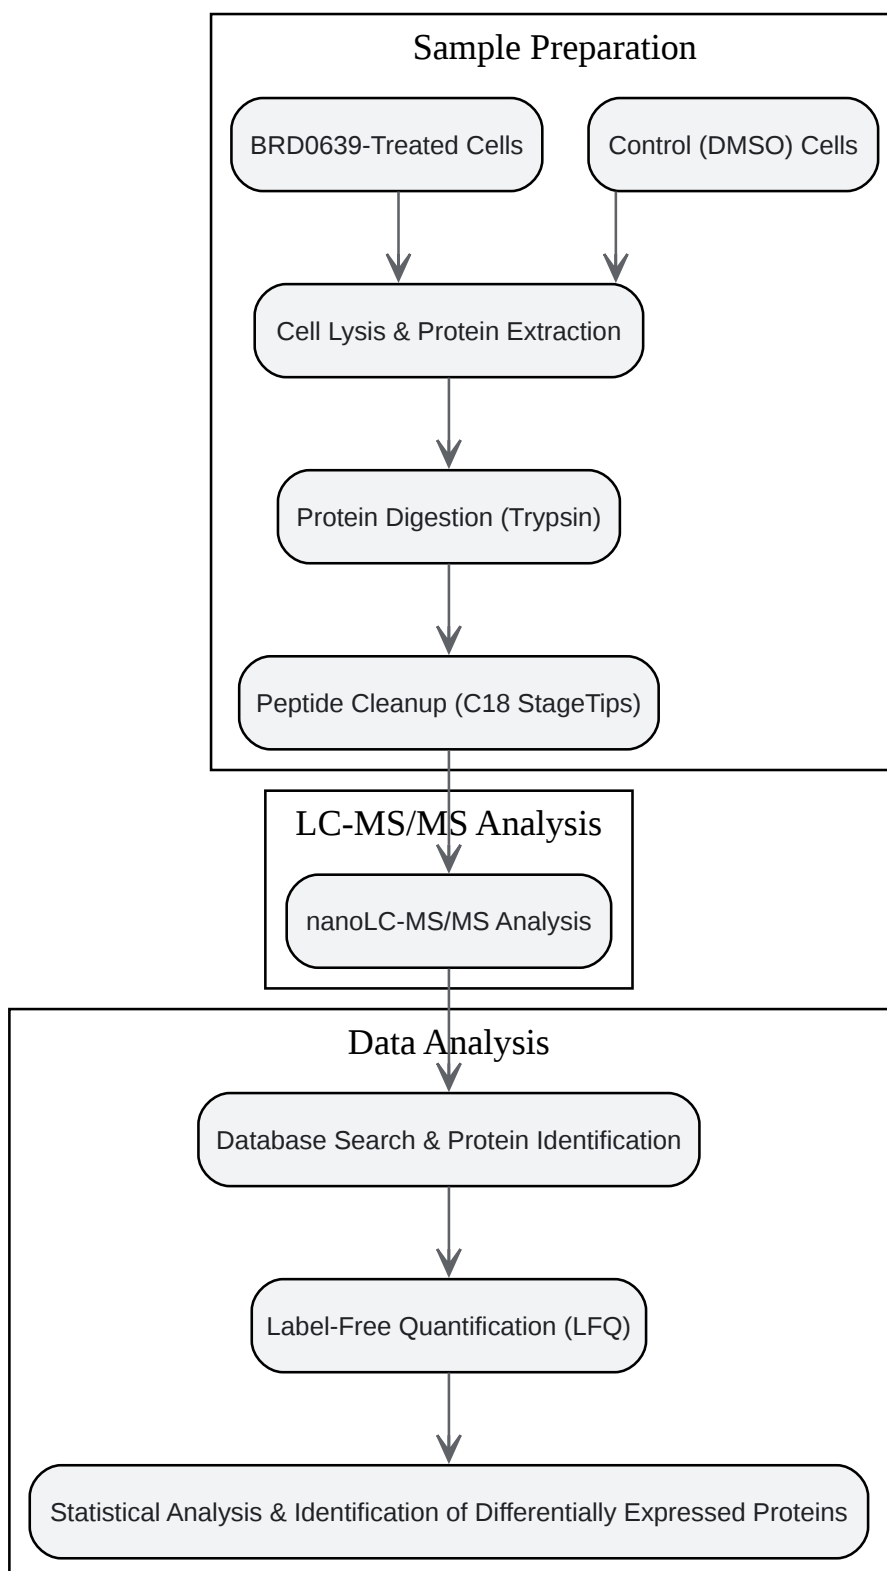 Sample Preparation
BRD0639-Treated Cells
Control (DMSO) Cells
Cell Lysis & Protein Extraction
Protein Digestion (Trypsin)
Peptide Cleanup (C18 StageTips)
LC-MS/MS Analysis
nanoLC-MS/MS Analysis
Data Analysis
Database Search & Protein Identification
Label-Free Quantification (LFQ)
Statistical Analysis & Identification of Differentially Expressed Proteins